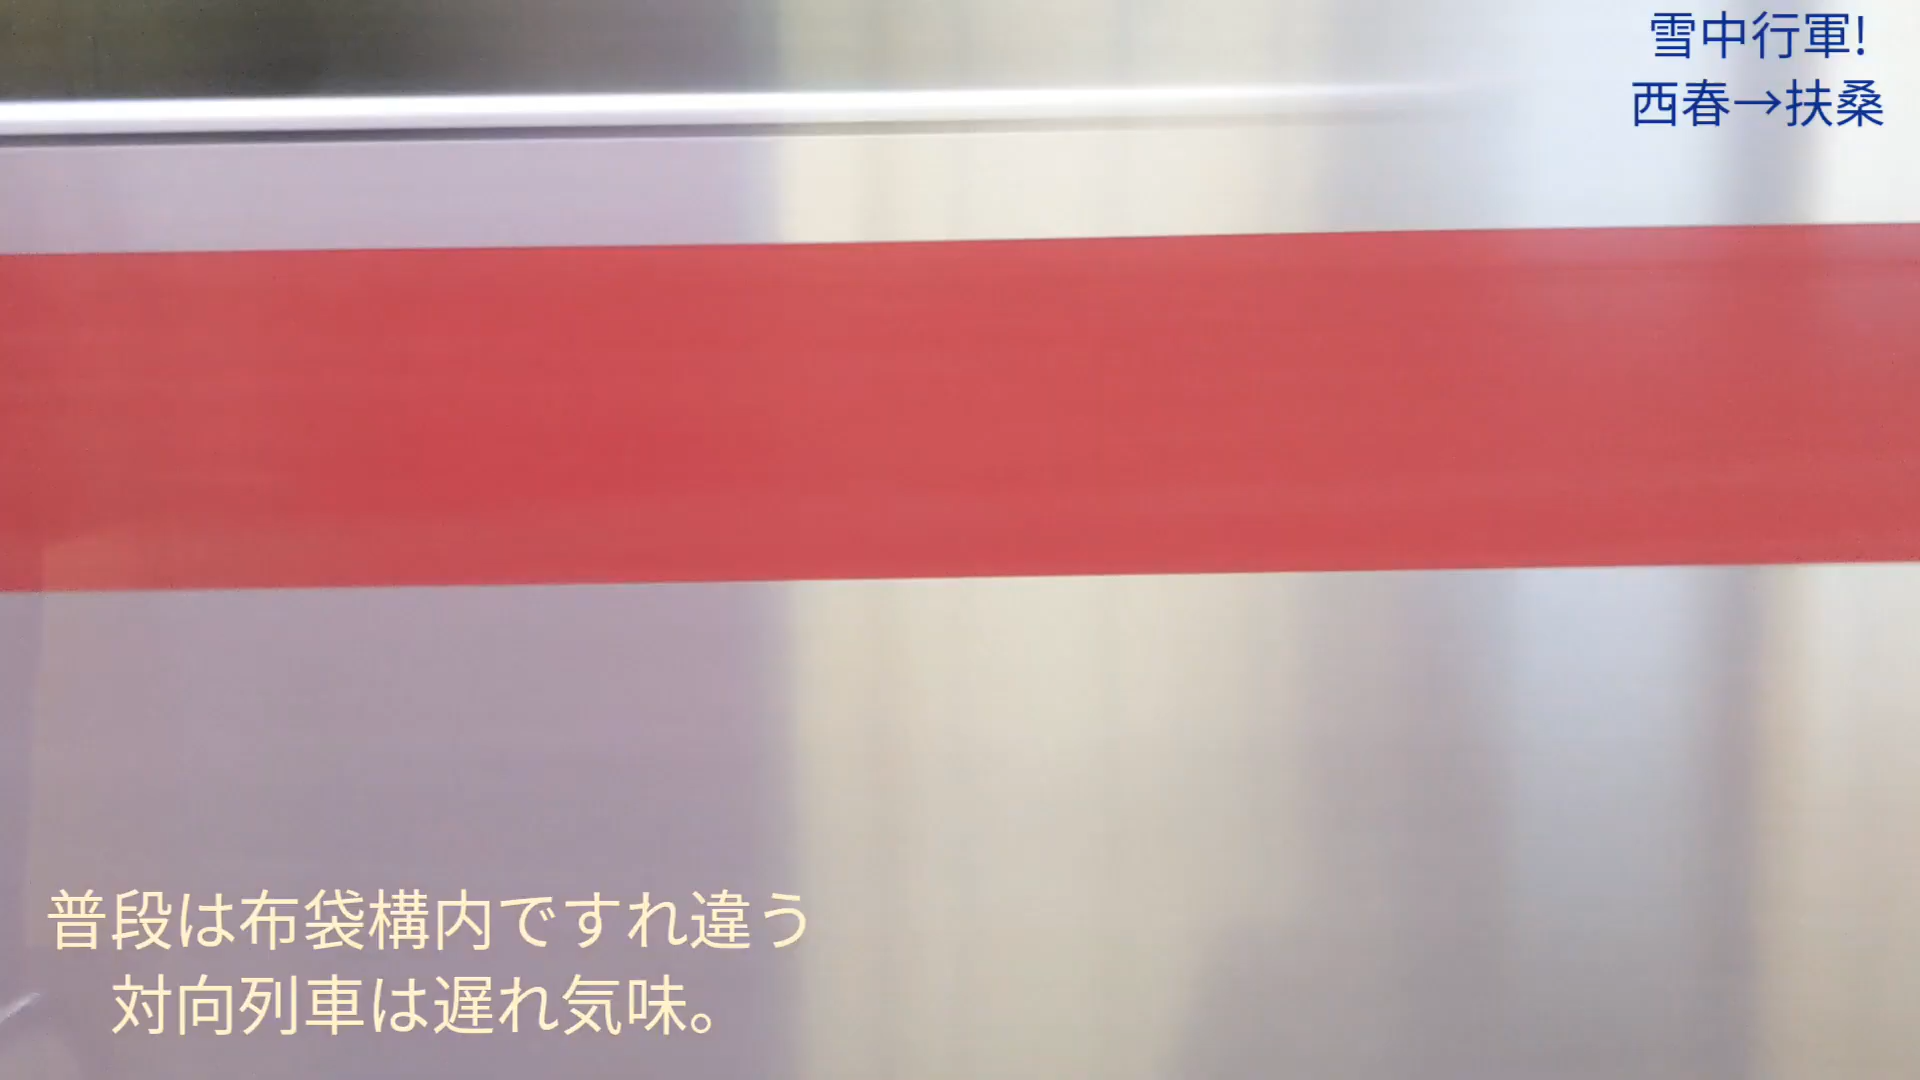 雪中行軍!
西春→扶桑
普段は布袋構内ですれ違う
対向列車は遅れ気味。